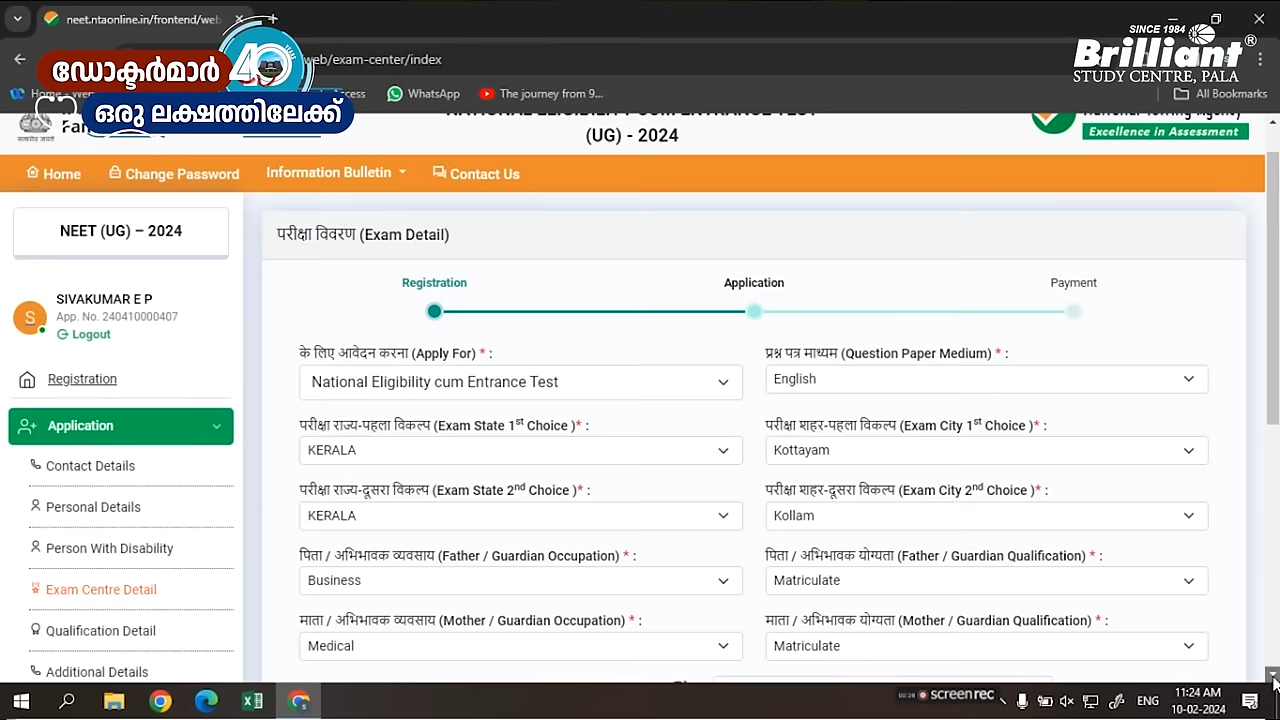 neet.ntaonline.in/frontend/web
web/exam-center/index
SINCE 1984
Brilliant®
STUDY CENTRE, PALA
ഡോക്ടർമാർ 40
ഒരു ലക്ഷത്തിലേക്ക്
WhatsApp
The journey from 9...
All Bookmarks
(UG) - 2024
Excellence in Assessment
Home
Change Password
Information Bulletin
Contact Us
NEET (UG) – 2024
SIVAKUMAR E P
App. No. 240410000407
Logout
Registration
Application
Contact Details
Personal Details
Person With Disability
Exam Centre Detail
Qualification Detail
Additional Details
परीक्षा विवरण (Exam Detail)
Registration
Application
Payment
के लिए आवेदन करना (Apply For) * :
National Eligibility cum Entrance Test
प्रश्न पत्र माध्यम (Question Paper Medium) * :
English
परीक्षा राज्य-पहला विकल्प (Exam State 1st Choice )* :
KERALA
परीक्षा शहर-पहला विकल्प (Exam City 1st Choice )* :
Kottayam
परीक्षा राज्य-दूसरा विकल्प (Exam State 2nd Choice )* :
KERALA
परीक्षा शहर-दूसरा विकल्प (Exam City 2nd Choice )* :
Kollam
पिता / अभिभावक व्यवसाय (Father / Guardian Occupation) * :
Business
पिता / अभिभावक योग्यता (Father / Guardian Qualification) * :
Matriculate
माता / अभिभावक व्यवसाय (Mother / Guardian Occupation) * :
Medical
माता / अभिभावक योग्यता (Mother / Guardian Qualification) * :
Matriculate
00:28 screen rec
ENG
11:24 AM
10-02-2024